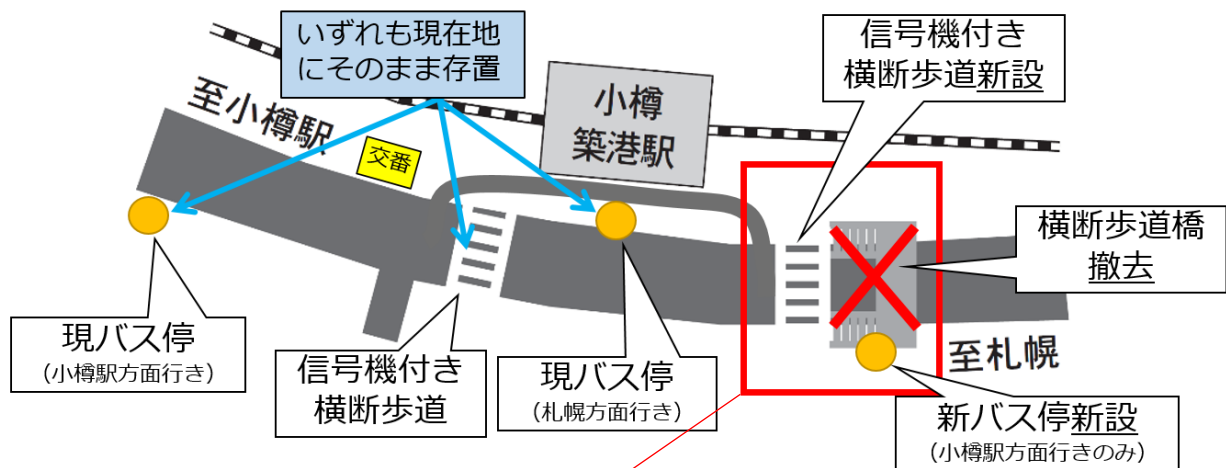 いずれも現在地
にそのまま存置
信号機付き
横断歩道新設
至小樽駅
交番
小樽
築港駅
横断歩道橋
撤去
現バス停
(小樽駅方面行き)
信号機付き
横断歩道
現バス停
(札幌方面行き)
至札幌
新バス停新設
(小樽駅方面行きのみ)